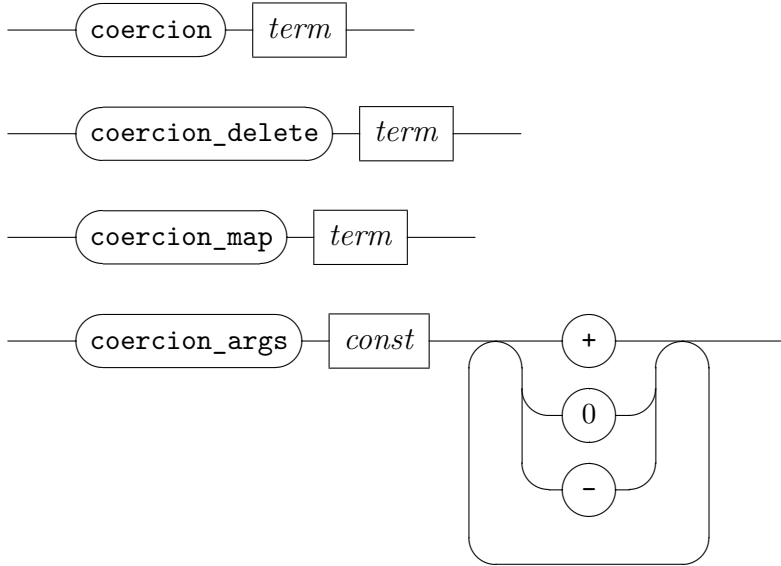 coercion term
coercion_delete term
coercion_map term
coercion_args const +
0
-